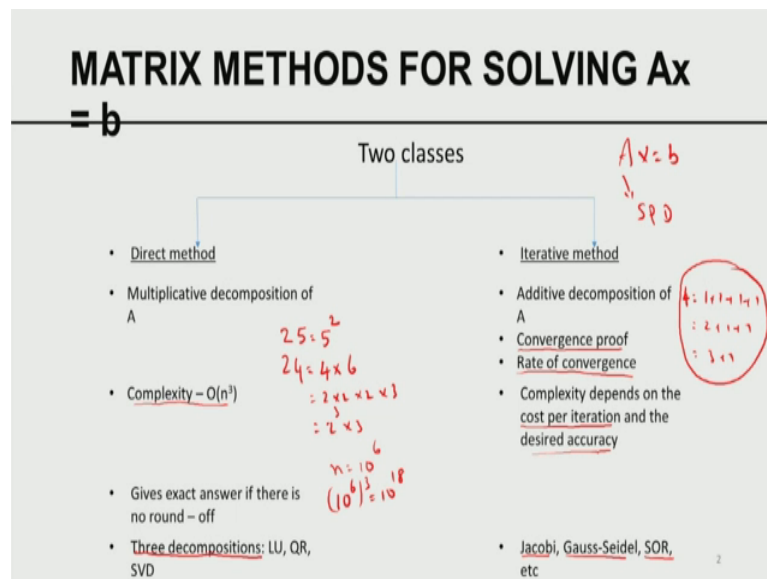 MATRIX METHODS FOR SOLVING Ax
= b
Two classes
Ax = b
SPD
• Direct method
• Multiplicative decomposition of
A
25 = 5²
24 = 4 × 6
= 2 × 2 × 2 × 3
= 2³ × 3
• Complexity – O(n³)
n = 10⁶
(10⁶)³ = 10¹⁸
• Gives exact answer if there is
no round – off
• Three decompositions: LU, QR,
SVD
• Iterative method
• Additive decomposition of
A
4 = 1+1+1+1
= 2+1+1
= 3+1
• Convergence proof
• Rate of convergence
• Complexity depends on the
cost per iteration and the
desired accuracy
• Jacobi, Gauss-Seidel, SOR,
etc
2